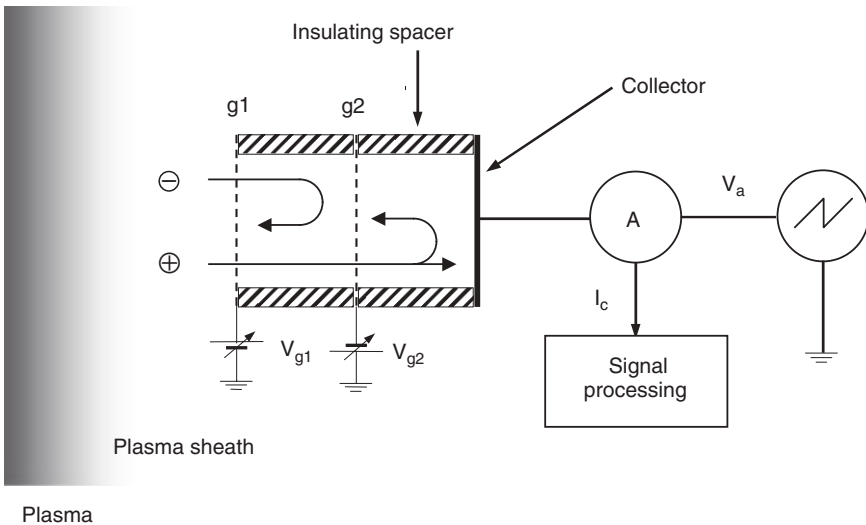 Insulating spacer
g1
g2
Collector
V_a
A
I_c
V_g1
V_g2
Signal
processing
Plasma sheath
Plasma